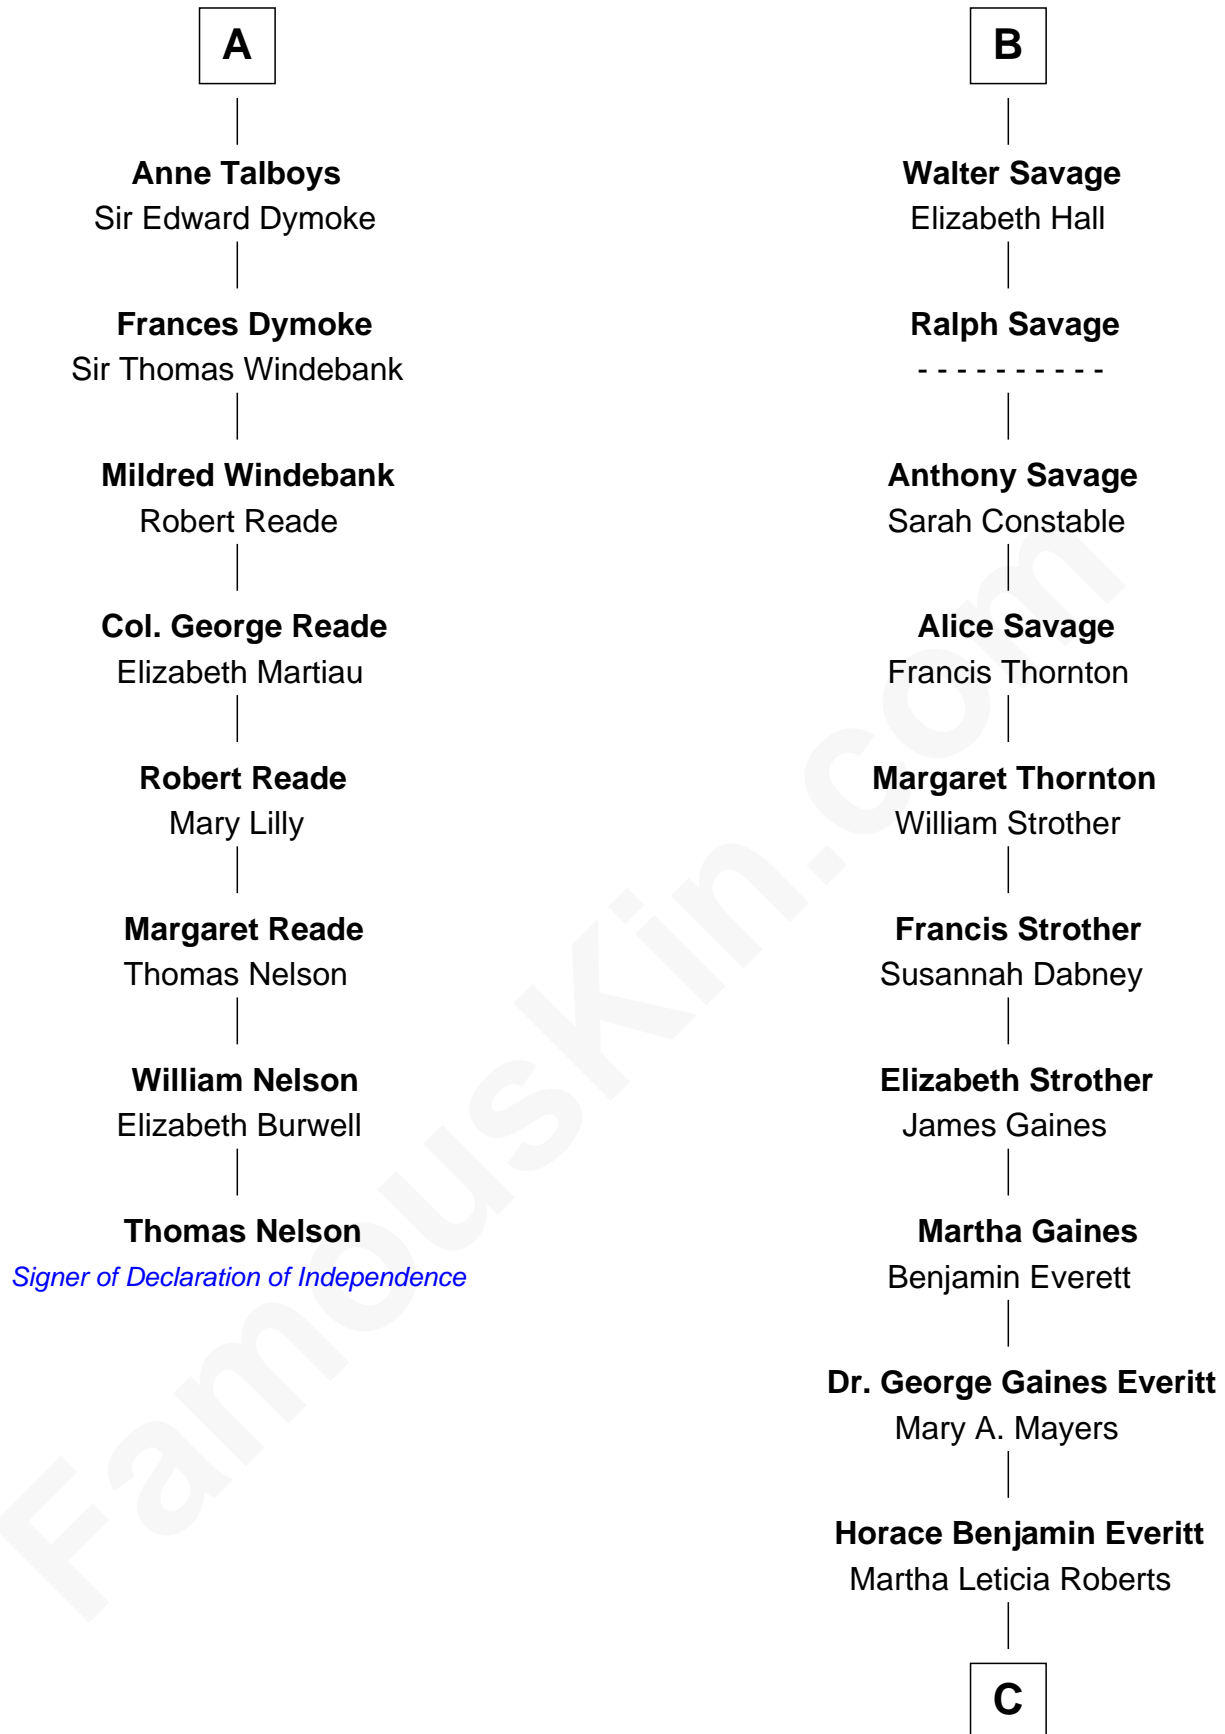 A
Anne Talboys
Sir Edward Dymoke
Frances Dymoke
Sir Thomas Windebank
Mildred Windebank
Robert Reade
Col. George Reade
Elizabeth Martiau
Robert Reade
Mary Lilly
Margaret Reade
Thomas Nelson
William Nelson
Elizabeth Burwell
Thomas Nelson
Signer of Declaration of Independence
B
Walter Savage
Elizabeth Hall
Ralph Savage
- - - - - - - - - -
Anthony Savage
Sarah Constable
Alice Savage
Francis Thornton
Margaret Thornton
William Strother
Francis Strother
Susannah Dabney
Elizabeth Strother
James Gaines
Martha Gaines
Benjamin Everett
Dr. George Gaines Everitt
Mary A. Mayers
Horace Benjamin Everitt
Martha Leticia Roberts
C
FamousKin.com